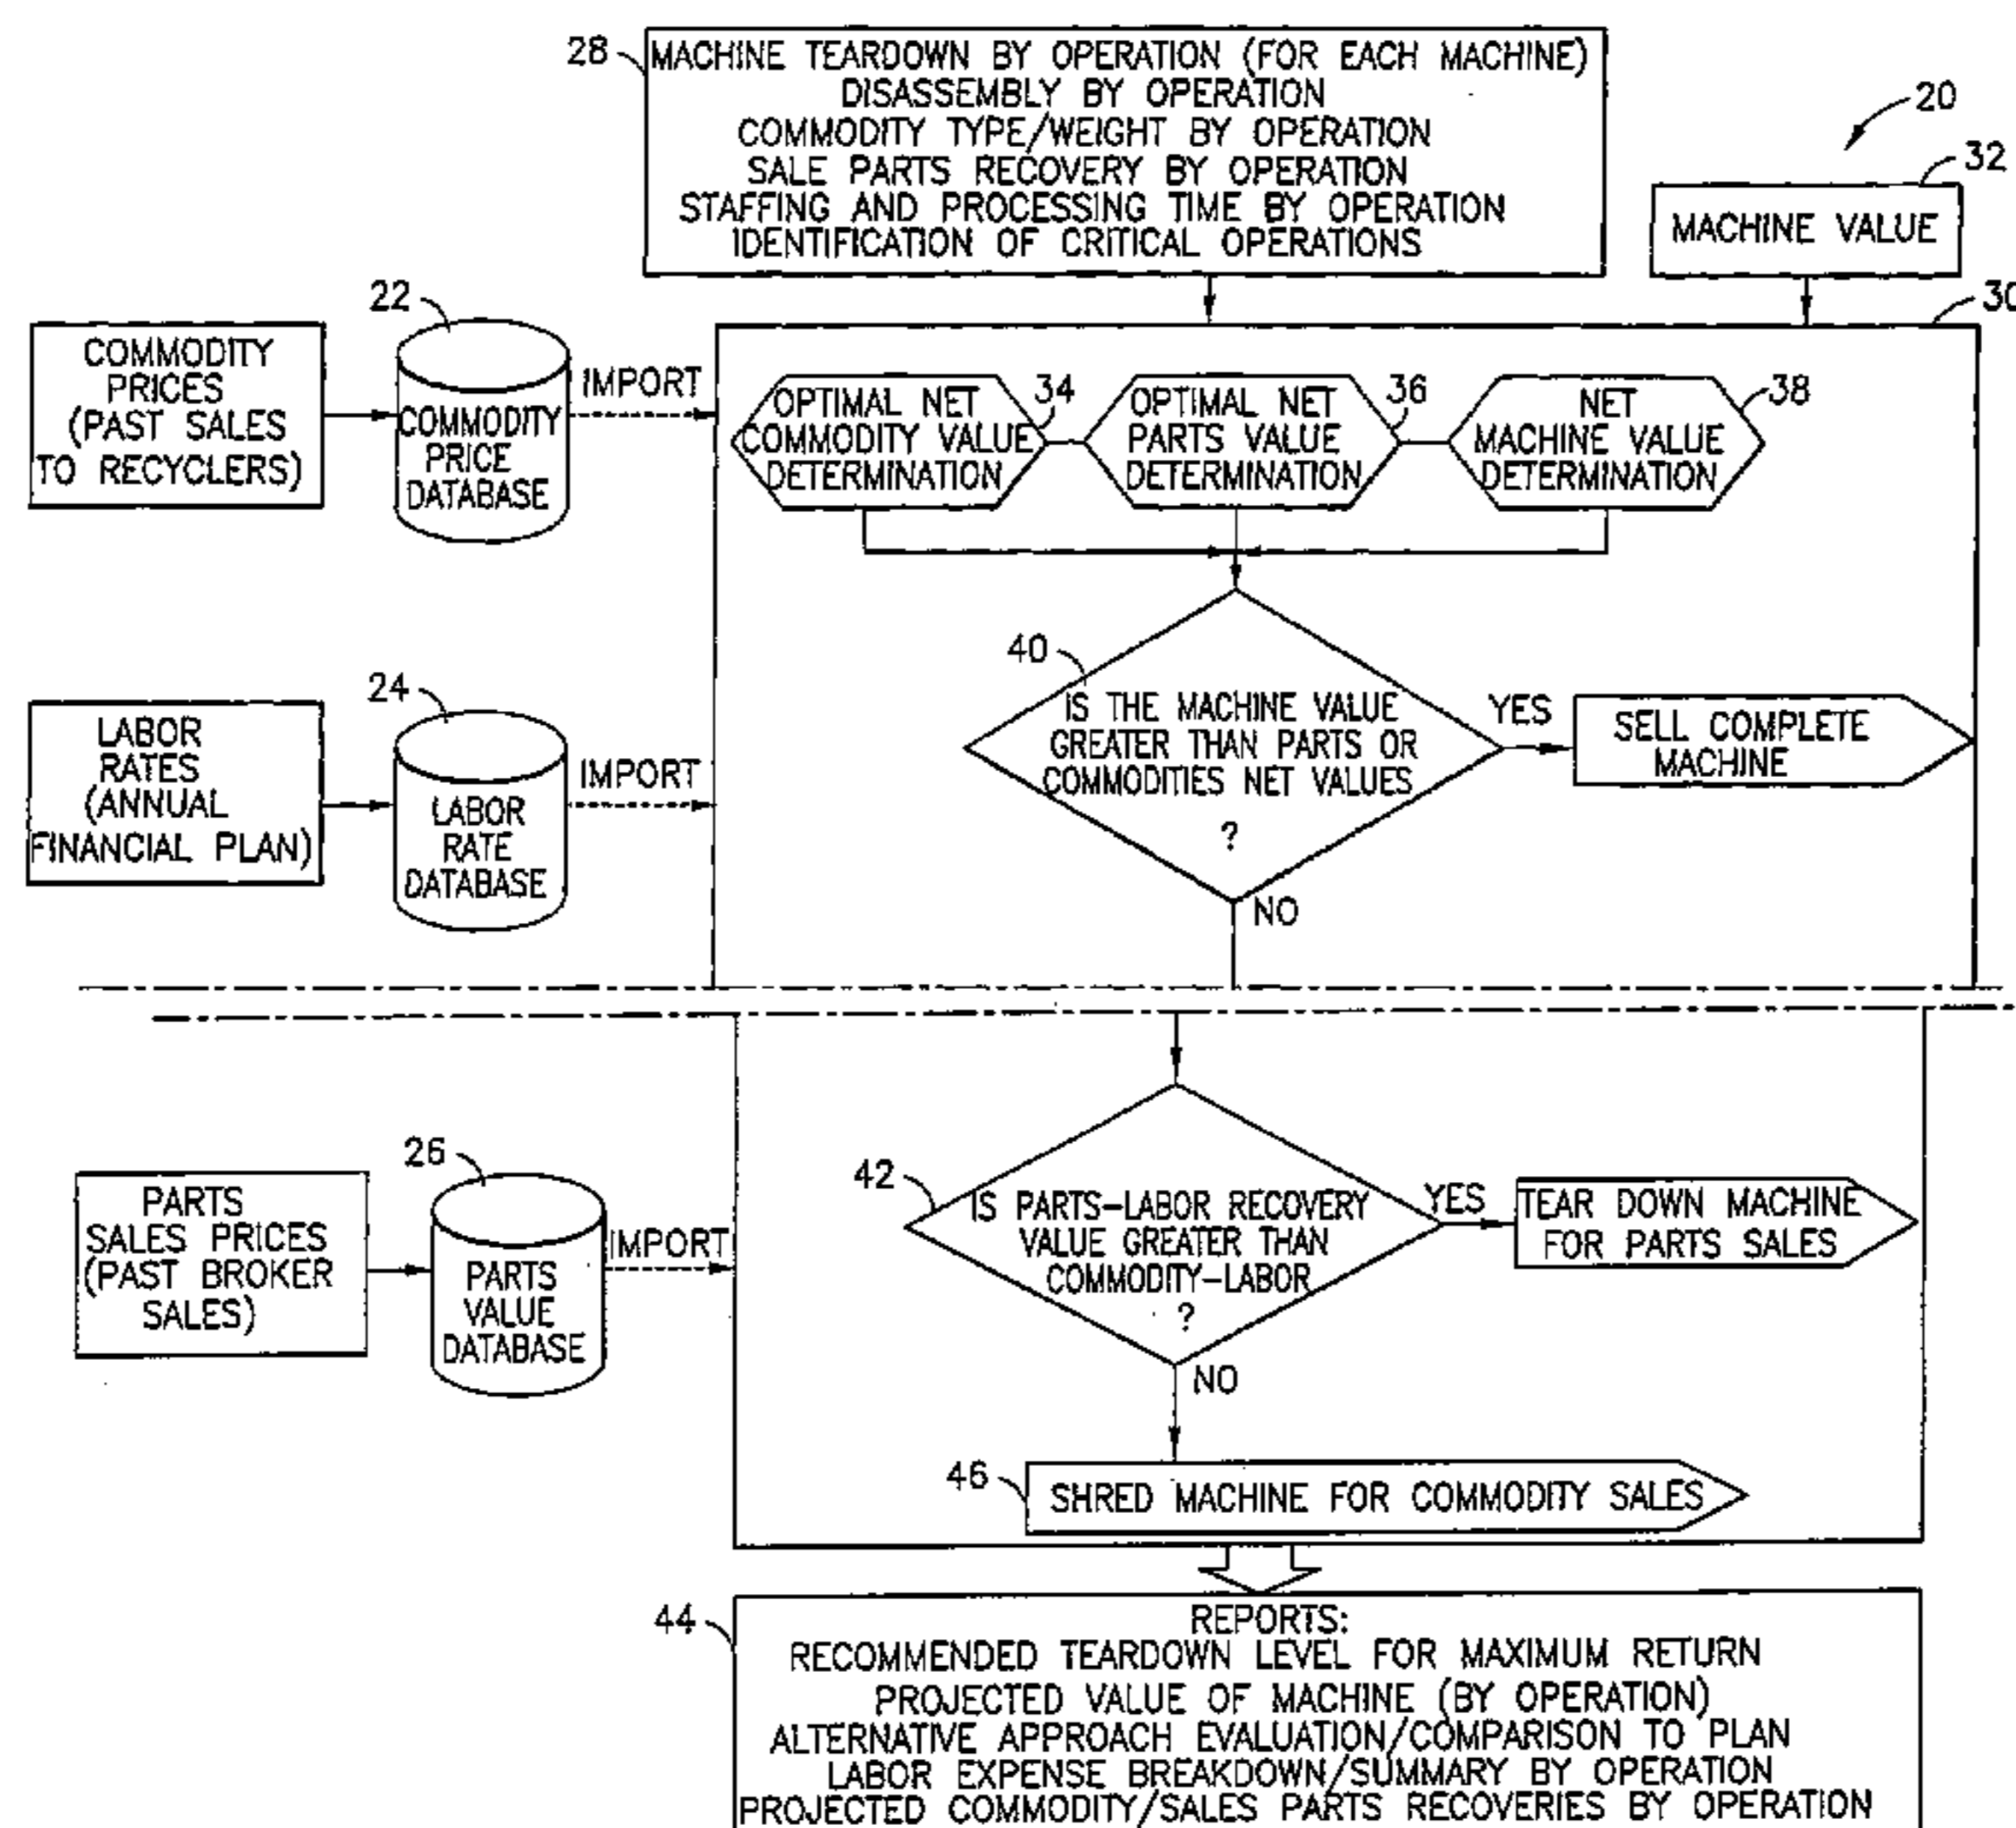 28
MACHINE TEARDOWN BY OPERATION (FOR EACH MACHINE)
DISASSEMBLY BY OPERATION
COMMODITY TYPE/WEIGHT BY OPERATION
SALE PARTS RECOVERY BY OPERATION
STAFFING AND PROCESSING TIME BY OPERATION
IDENTIFICATION OF CRITICAL OPERATIONS
20
32
MACHINE VALUE
30
COMMODITY
PRICES
(PAST SALES
TO RECYCLERS)
22
COMMODITY
PRICE
DATABASE
IMPORT
OPTIMAL NET
COMMODITY VALUE
DETERMINATION
34
OPTIMAL NET
PARTS VALUE
DETERMINATION
36
NET
MACHINE VALUE
DETERMINATION
38
40
IS THE MACHINE VALUE
GREATER THAN PARTS OR
COMMODITIES NET VALUES
?
YES
SELL COMPLETE
MACHINE
NO
LABOR
RATES
(ANNUAL
FINANCIAL PLAN)
24
LABOR
RATE
DATABASE
IMPORT
PARTS
SALES PRICES
(PAST BROKER
SALES)
26
PARTS
VALUE
DATABASE
IMPORT
42
IS PARTS-LABOR RECOVERY
VALUE GREATER THAN
COMMODITY-LABOR
?
YES
TEAR DOWN MACHINE
FOR PARTS SALES
NO
46
SHRED MACHINE FOR COMMODITY SALES
44
REPORTS:
RECOMMENDED TEARDOWN LEVEL FOR MAXIMUM RETURN
PROJECTED VALUE OF MACHINE (BY OPERATION)
ALTERNATIVE APPROACH EVALUATION/COMPARISON TO PLAN
LABOR EXPENSE BREAKDOWN/SUMMARY BY OPERATION
PROJECTED COMMODITY/SALES PARTS RECOVERIES BY OPERATION